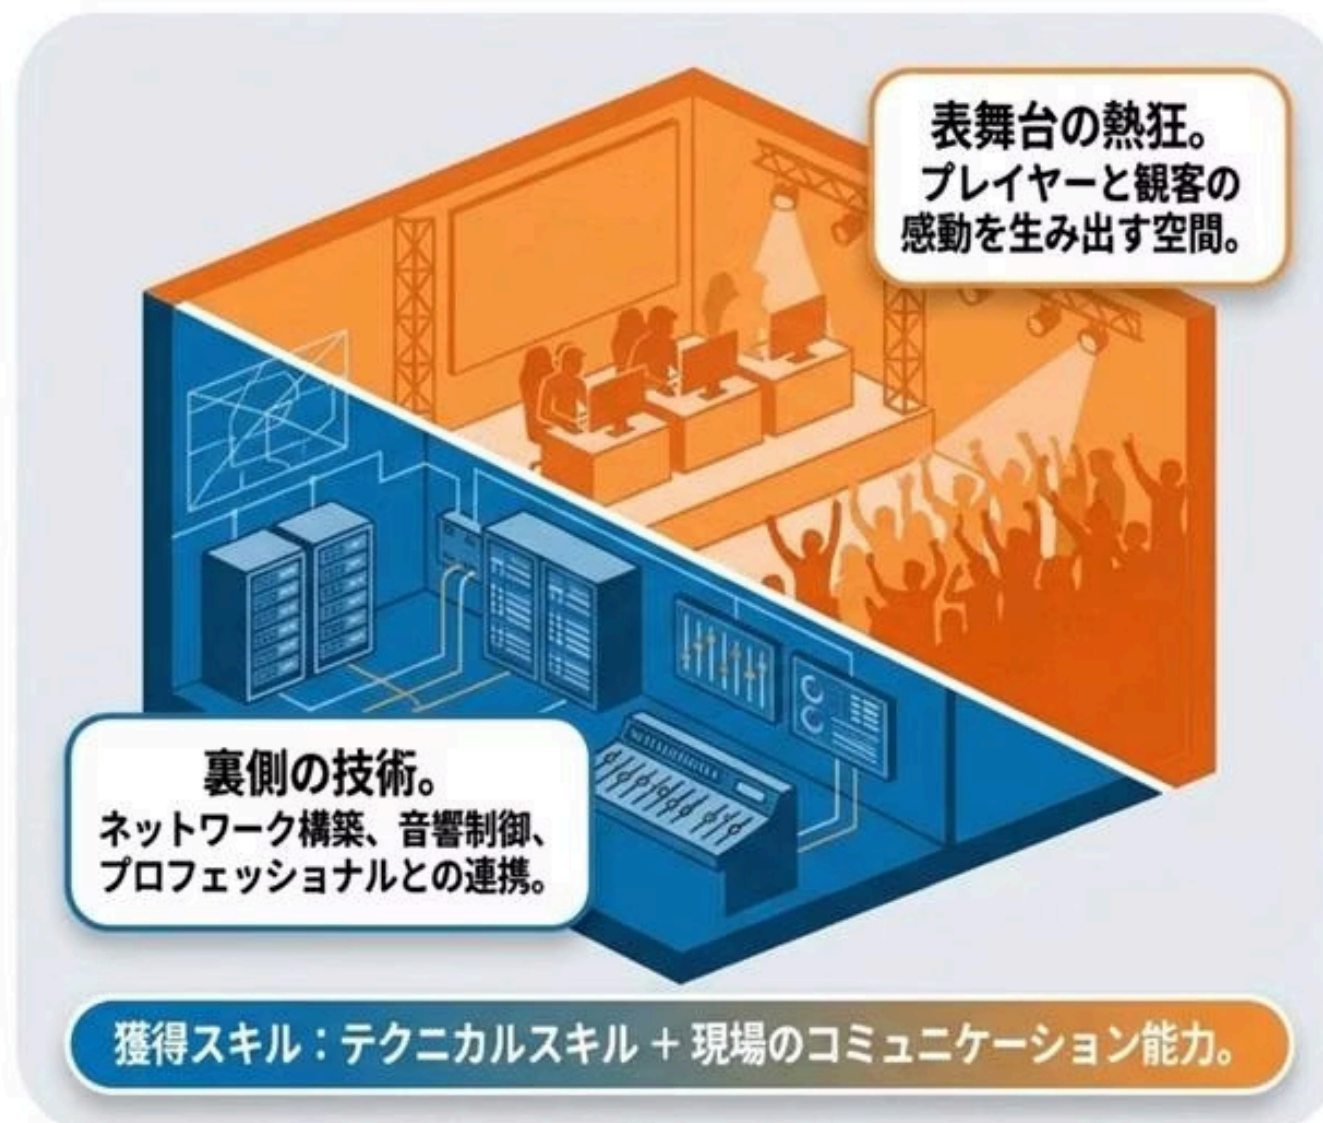 表舞台の熱狂。
プレイヤーと観客の
感動を生み出す空間。
裏側の技術。
ネットワーク構築、音響制御、
プロフェッショナルとの連携。
獲得スキル：テクニカルスキル + 現場のコミュニケーション能力。